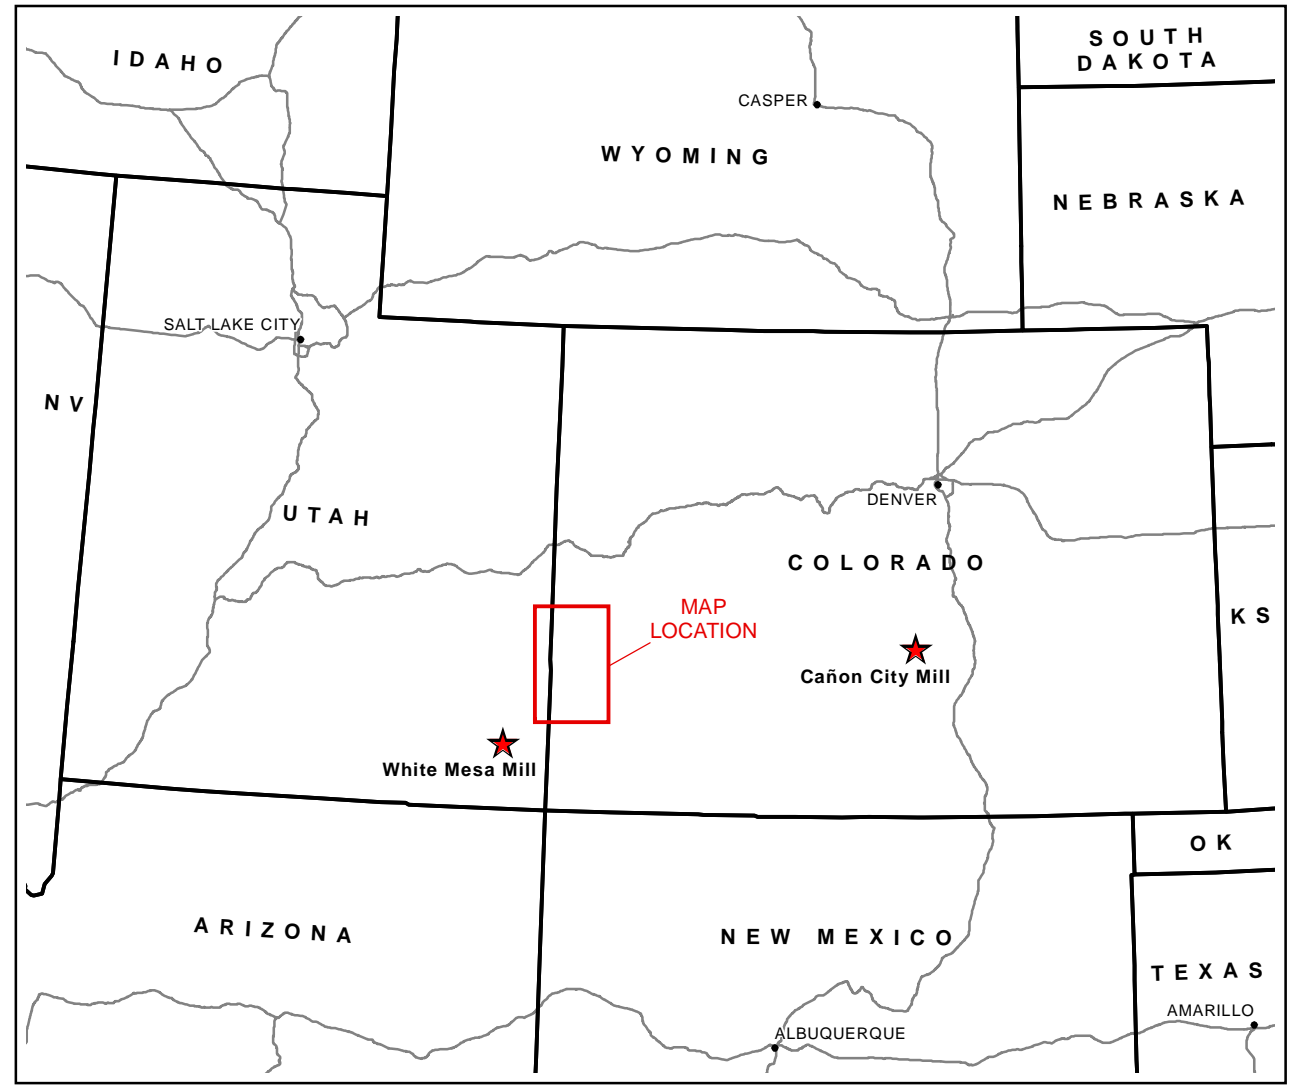 IDAHO
SOUTH
DAKOTA
CASPER
WYOMING
NEBRASKA
SALT LAKE CITY
NV
UTAH
DENVER
COLORADO
MAP
LOCATION
KS
Cañon City Mill
White Mesa Mill
OK
ARIZONA
NEW MEXICO
TEXAS
AMARILLO
ALBUQUERQUE